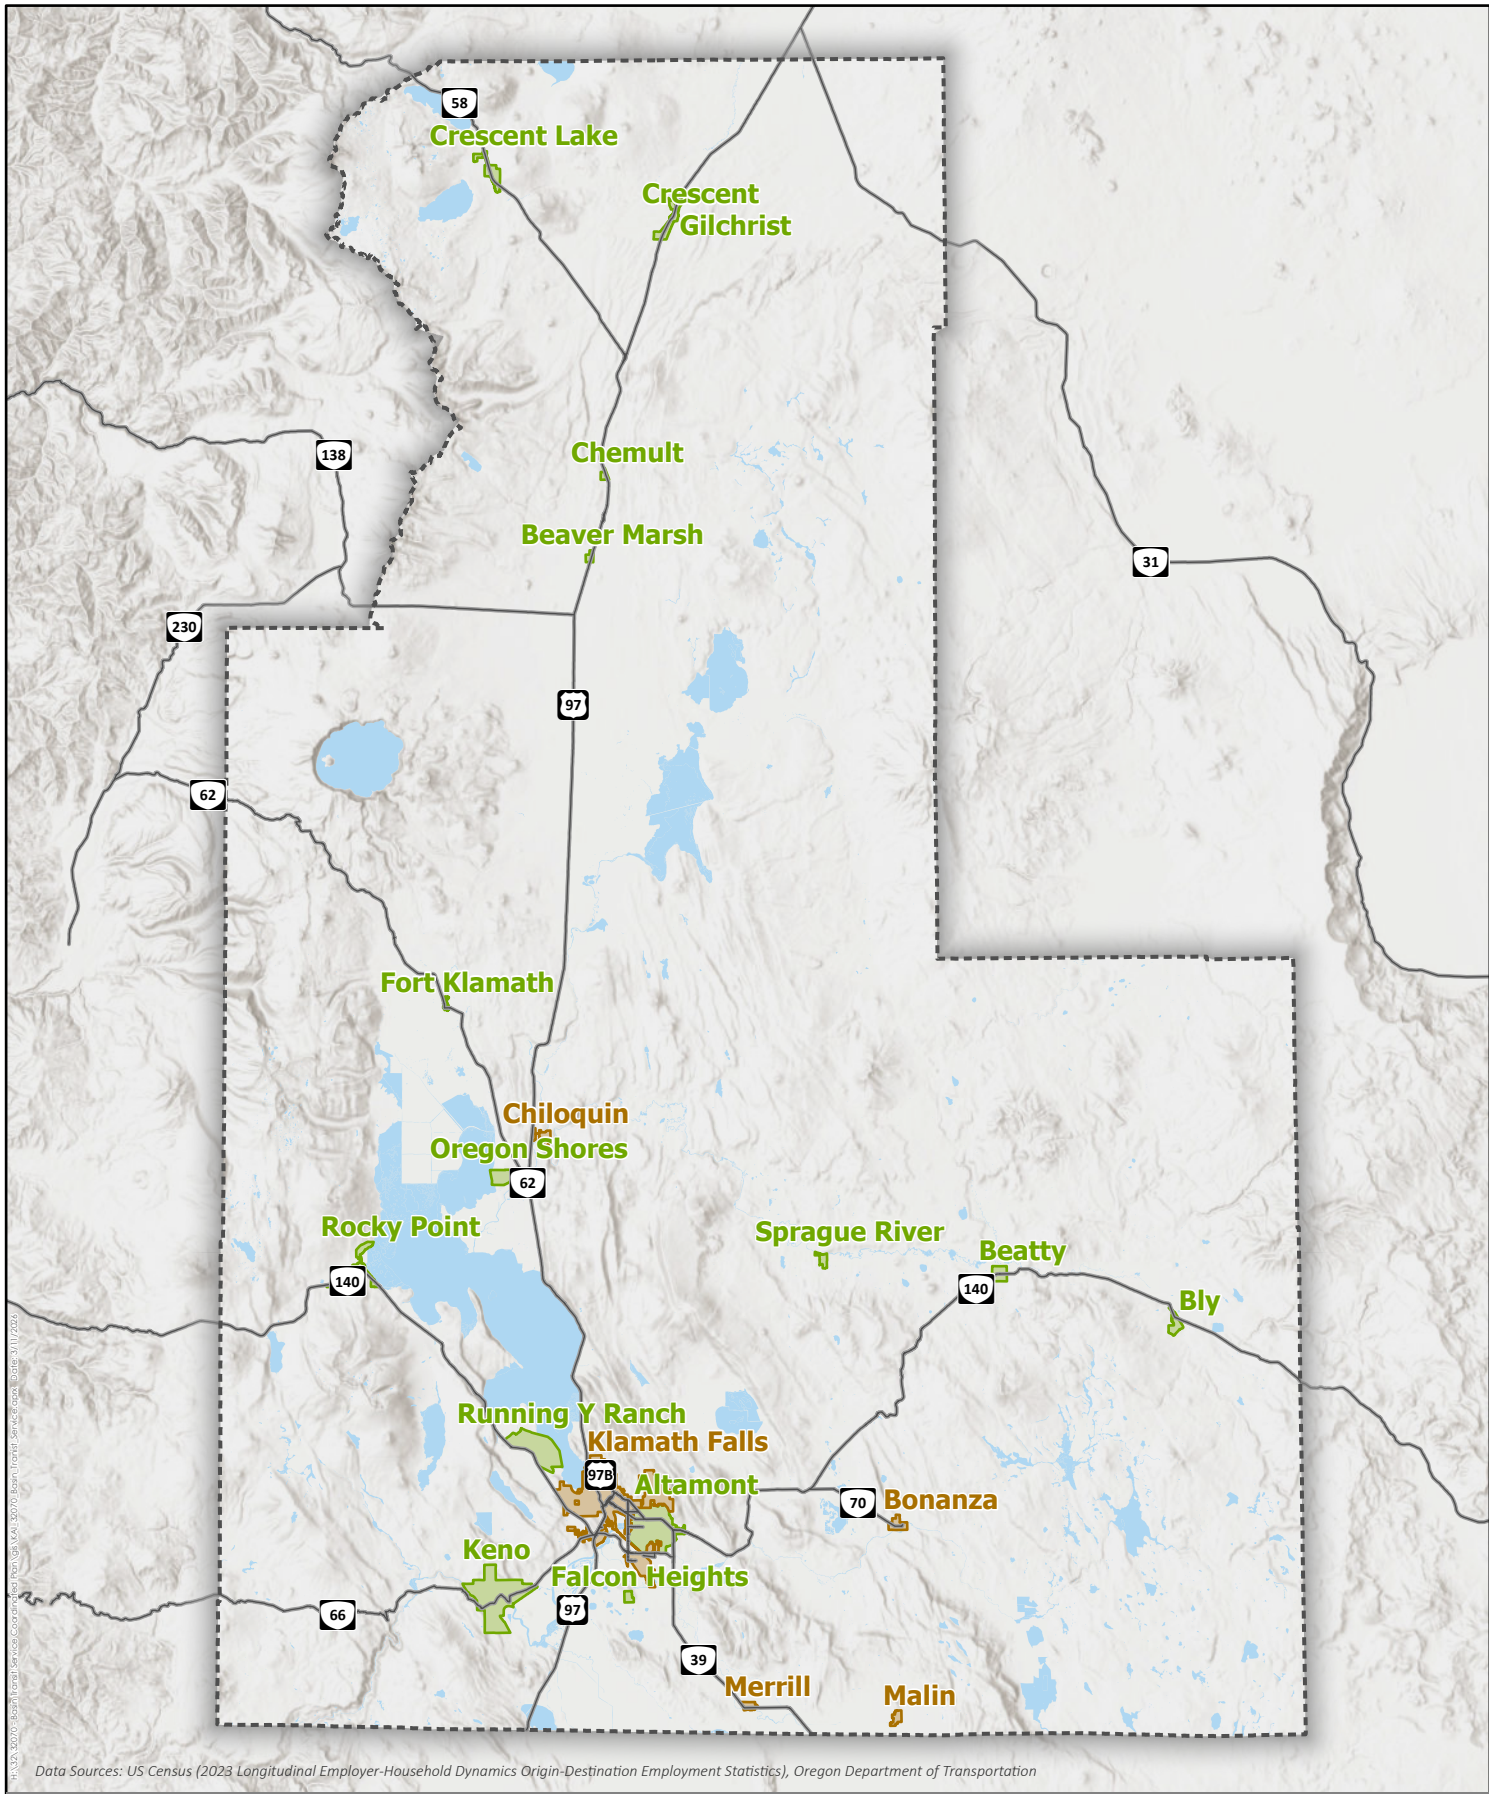 58
Crescent Lake
Crescent
Gilchrist
138
Chemult
Beaver Marsh
31
230
97
62
Fort Klamath
Chiloquin
Oregon Shores
62
Rocky Point
Sprague River
Beatty
140
140
Bly
Running Y Ranch
Klamath Falls
97B
Altamont
70
Bonanza
Keno
Falcon Heights
66
97
39
Merrill
Malin
Data Sources: US Census (2023 Longitudinal Employer-Household Dynamics Origin-Destination Employment Statistics), Oregon Department of Transportation